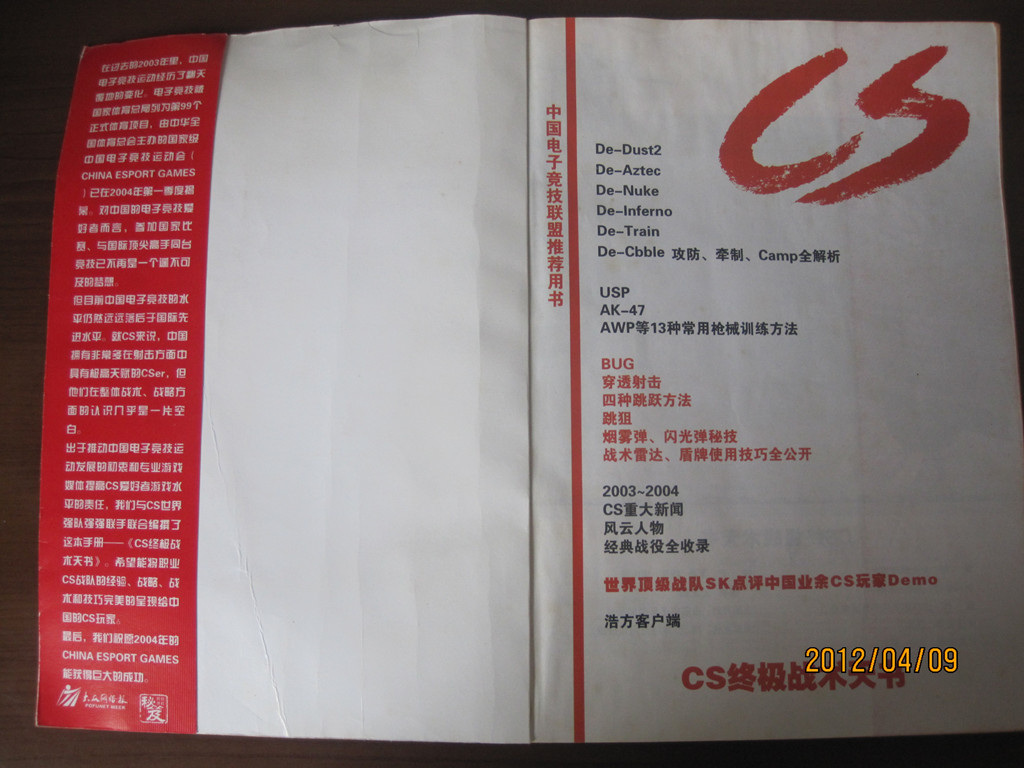 在过去的2003年里，中国
电子竞技运动经历了翻天
覆地的变化。电子竞技被
国家体育总局列为第99个
正式体育项目，由中华全
国体育总会主办的国家级
中国电子竞技运动会（
CHINA ESPORT GAMES
）已在2004年第一季度揭
幕。对中国的电子竞技爱
好者而言，参加国家比
赛、与国际顶尖高手同台
竞技已不再是一个遥不可
及的梦想。
但目前中国电子竞技的水
平仍然远远落后于国际先
进水平。就CS来说，中国
拥有非常多在射击方面中
具有极高天赋的CSer，但
他们在整体战术、战略方
面的认识几乎是一片空
白。
出于推动中国电子竞技运
动发展的初衷和专业游戏
媒体提高CS爱好者游戏水
平的责任，我们与CS世界
强队强强联手联合编撰了
这本手册——《CS终极战
术天书》。希望能将职业
CS战队的经验、战略、战
术和技巧完美的呈现给中
国的CS玩家。
最后，我们祝愿2004年的
CHINA ESPORT GAMES
能获得巨大的成功。
大众网络报
POPUNET WEEK
中国电子竞技联盟推荐用书
CS
De-Dust2
De-Aztec
De-Nuke
De-Inferno
De-Train
De-Cbble 攻防、牵制、Camp全解析
USP
AK-47
AWP等13种常用枪械训练方法
BUG
穿透射击
四种跳跃方法
跳狙
烟雾弹、闪光弹秘技
战术雷达、盾牌使用技巧全公开
2003~2004
CS重大新闻
风云人物
经典战役全收录
世界顶级战队SK点评中国业余CS玩家Demo
浩方客户端
CS终极战术天书
2012/04/09